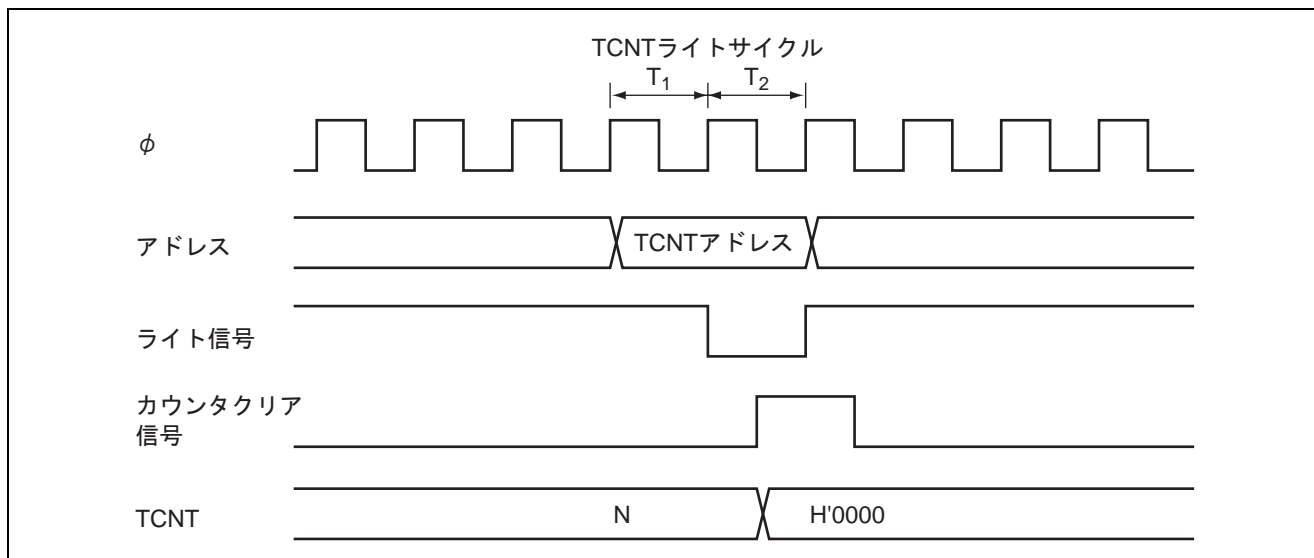 TCNTライトサイクル
T1 T2
φ
アドレス
TCNTアドレス
ライト信号
カウンタクリア
信号
TCNT
N
H'0000